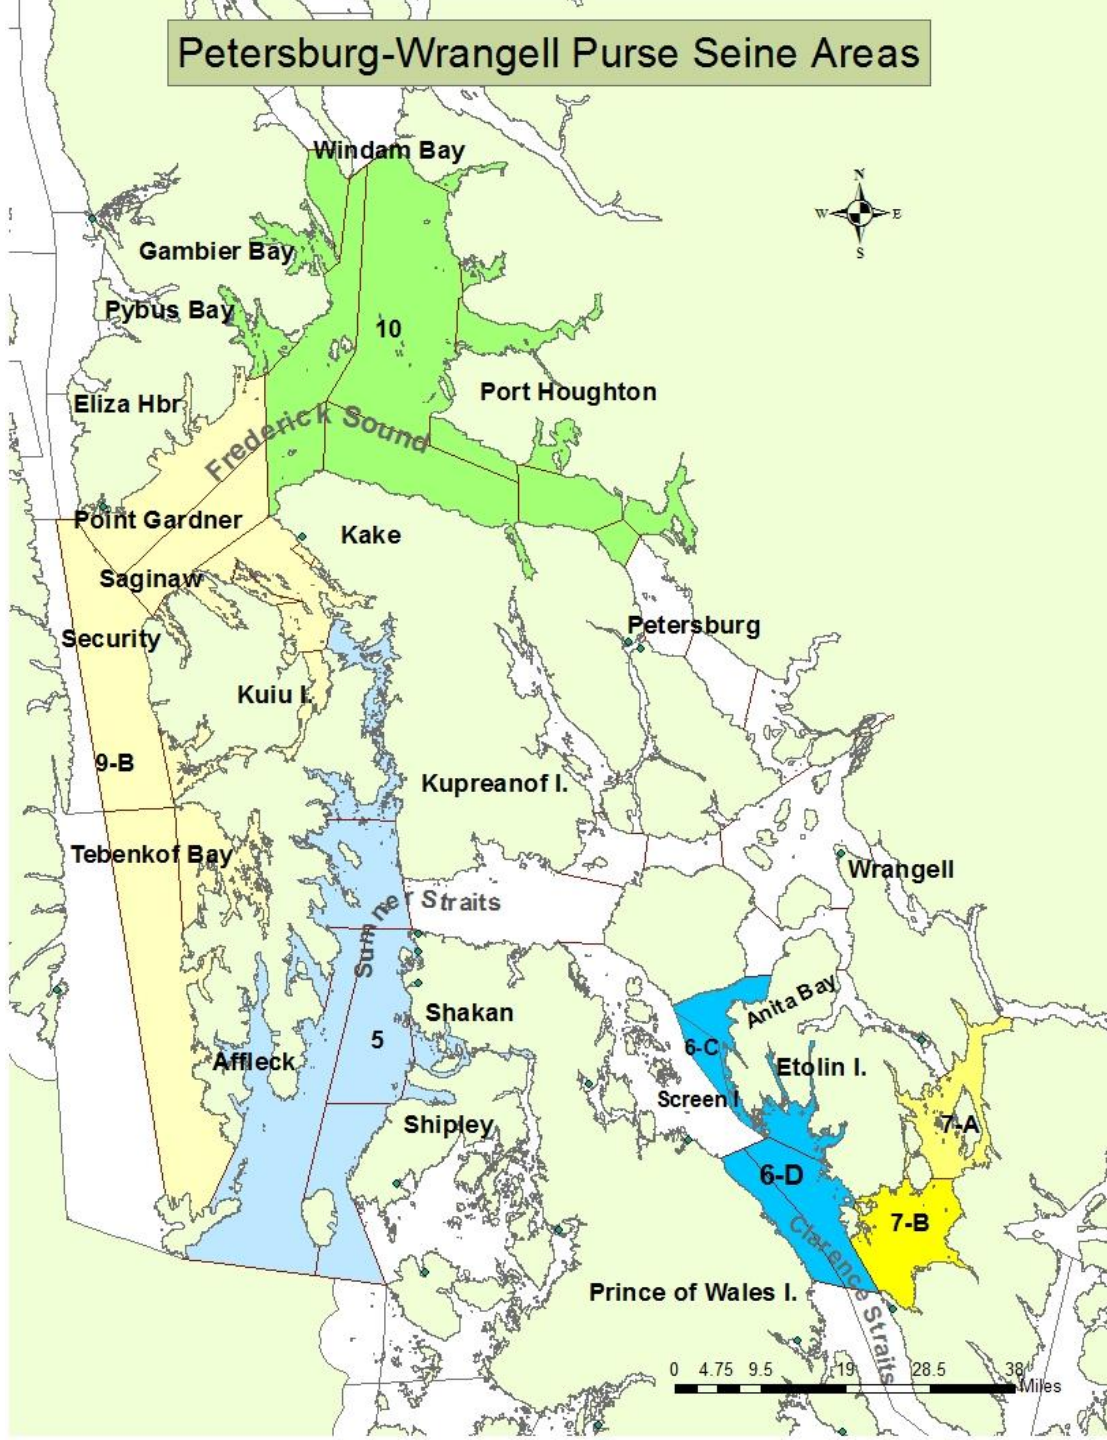 Petersburg-Wrangell Purse Seine Areas
Windam Bay
N
W E
S
Gambier Bay
Pybus Bay
10
Port Houghton
Eliza Hbr
Frederick Sound
Point Gardner
Kake
Saginaw
Petersburg
Security
Kuiu I.
9-B
Kupreanof I.
Tebenkof Bay
Wrangell
Sumner Straits
Anita Bay
Shakan
5
6-C
Affleck
Etolin I.
Screen I
Shipley
7-A
6-D
7-B
Clarence Straits
Prince of Wales I.
0 4.75 9.5 19 28.5 38
Miles